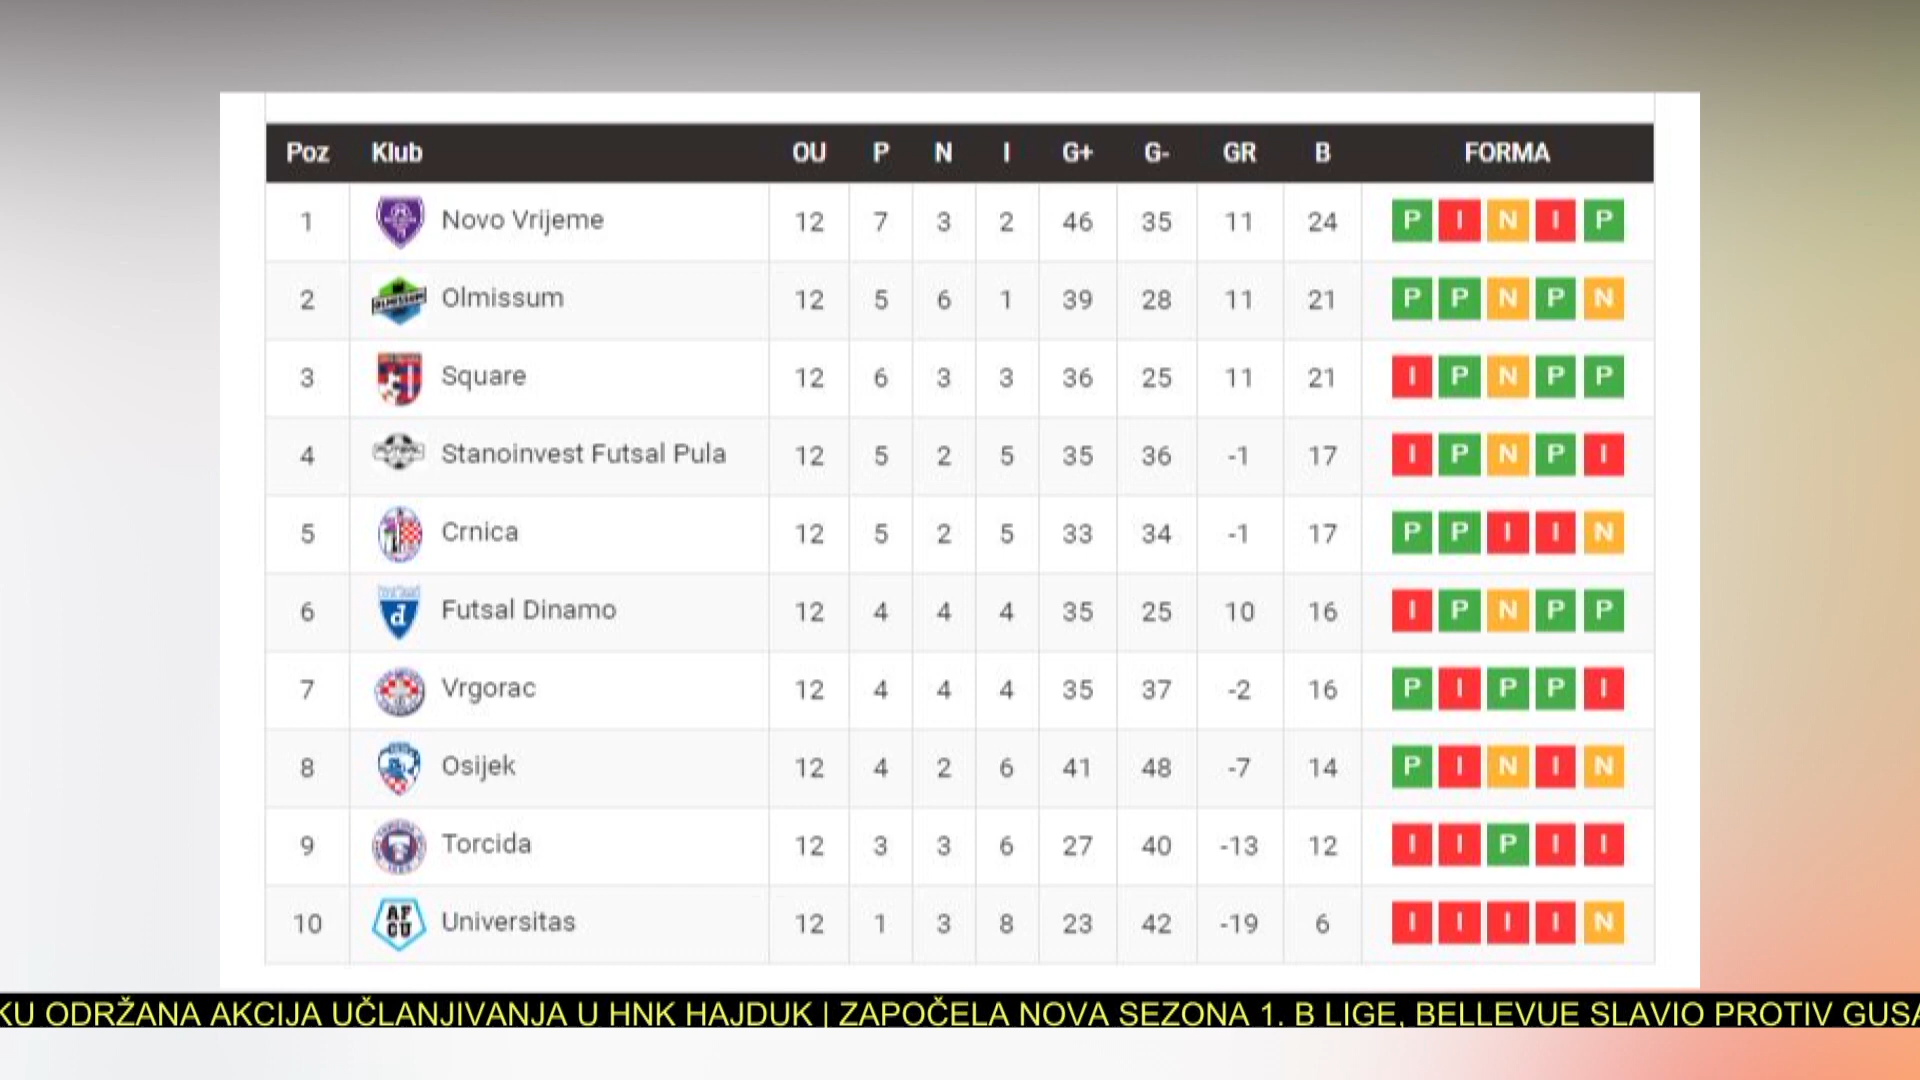 Poz Klub OU P N I G+ G- GR B FORMA
1 Novo Vrijeme 12 7 3 2 46 35 11 24 P I N I P
2 OLMISSUM Olmissum 12 5 6 1 39 28 11 21 P P N P N
3 Square 12 6 3 3 36 25 11 21 I P N P P
4 Stanoinvest Futsal Pula 12 5 2 5 35 36 -1 17 I P N P I
5 Crnica 12 5 2 5 33 34 -1 17 P P I I N
6 d Futsal Dinamo 12 4 4 4 35 25 10 16 I P N P P
7 Vrgorac 12 4 4 4 35 37 -2 16 P I P P I
8 Osijek 12 4 2 6 41 48 -7 14 P I N I N
9 Torcida 12 3 3 6 27 40 -13 12 I I P I I
10 AFCU Universitas 12 1 3 8 23 42 -19 6 I I I I N
KU ODRŽANA AKCIJA UČLANJIVANJA U HNK HAJDUK | ZAPOČELA NOVA SEZONA 1. B LIGE, BELLEVUE SLAVIO PROTIV GUSA